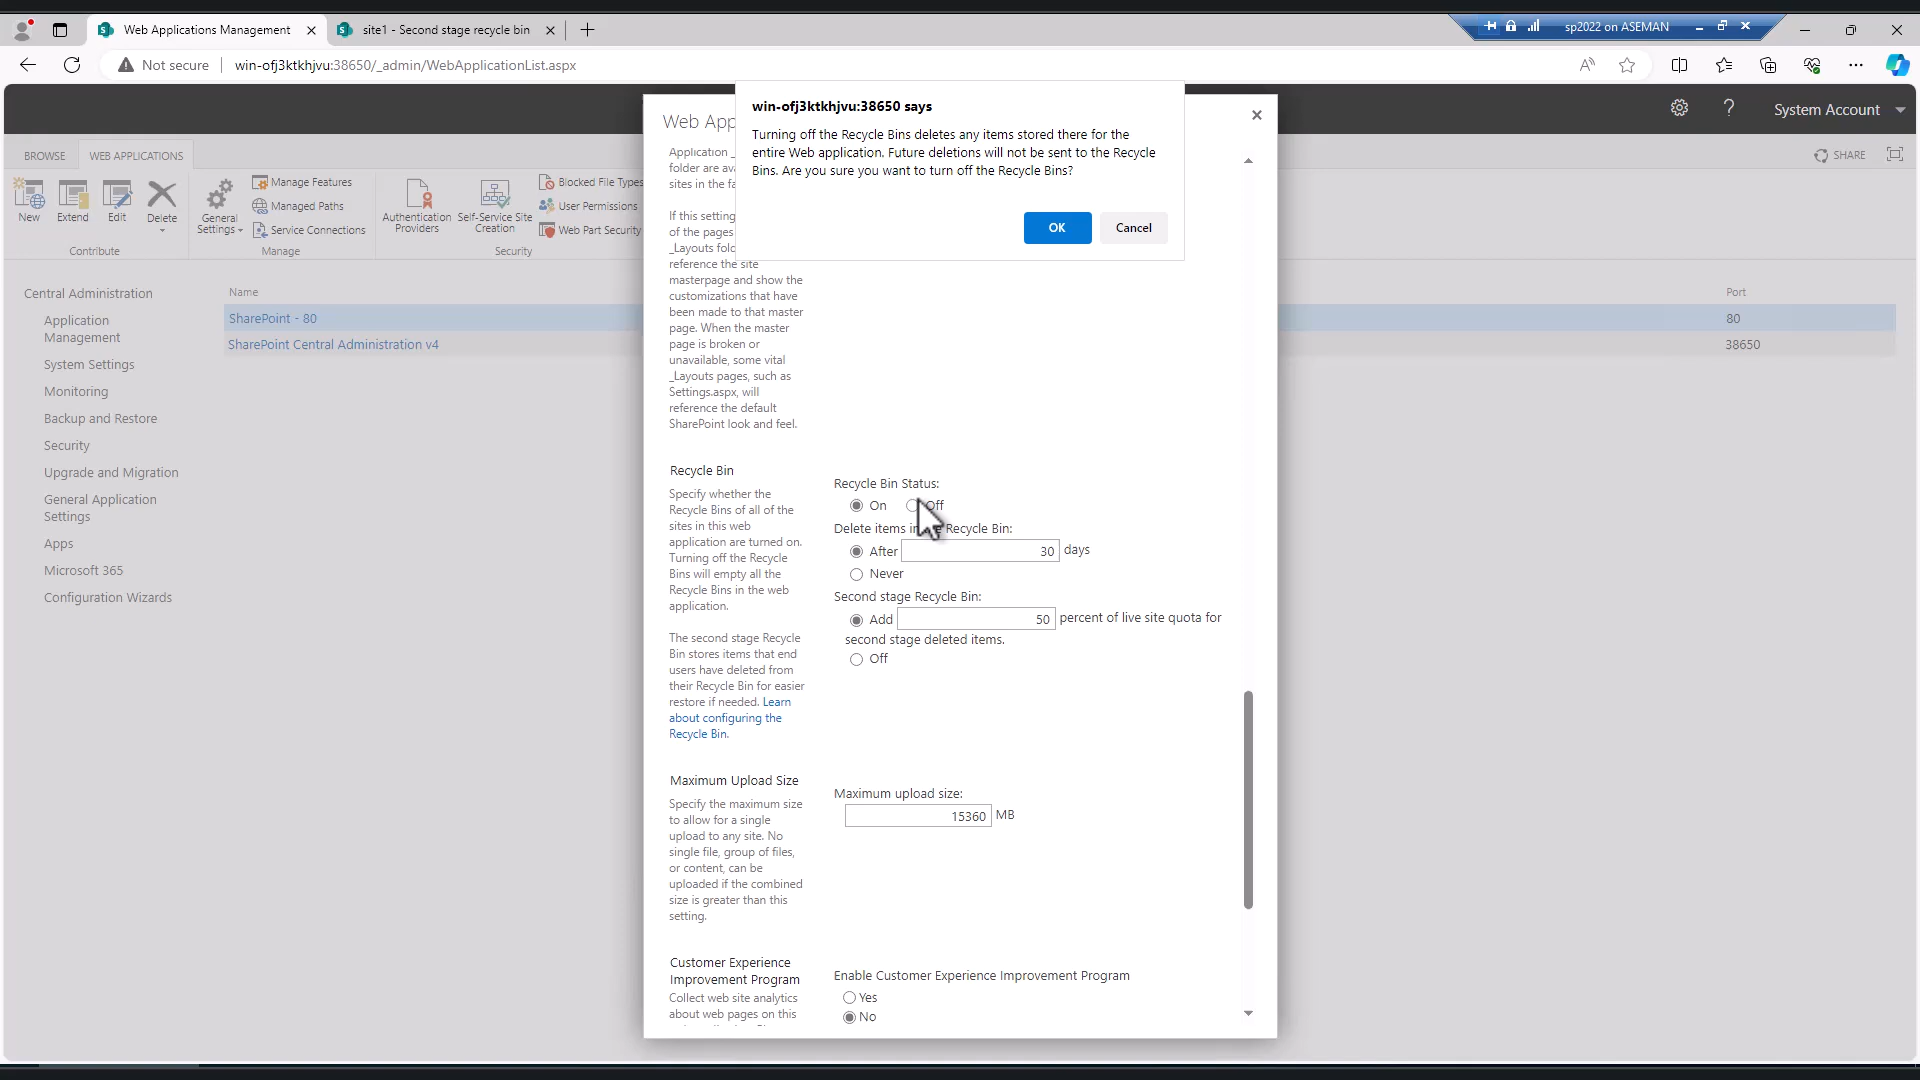 Web Applications Management
site1 - Second stage recycle bin
sp2022 on ASEMAN
Not secure
win-ofj3ktkhjvu:38650/_admin/WebApplicationList.aspx
System Account
BROWSE
WEB APPLICATIONS
SHARE
New
Extend
Edit
Delete
Contribute
General
Settings
Manage Features
Managed Paths
Service Connections
Manage
Authentication
Providers
Self-Service Site
Creation
Blocked File Types
User Permissions
Web Part Security
Security
Central Administration
Application
Management
System Settings
Monitoring
Backup and Restore
Security
Upgrade and Migration
General Application
Settings
Apps
Microsoft 365
Configuration Wizards
Name
Port
SharePoint - 80
80
SharePoint Central Administration v4
38650
win-ofj3ktkhjvu:38650 says
Turning off the Recycle Bins deletes any items stored there for the
entire Web application. Future deletions will not be sent to the Recycle
Bins. Are you sure you want to turn off the Recycle Bins?
OK
Cancel
Web App
Application _
folder are ava
sites in the fa
If this setting
of the pages
_Layouts fold
reference the site
masterpage and show the
customizations that have
been made to that master
page. When the master
page is broken or
unavailable, some vital
_Layouts pages, such as
Settings.aspx, will
reference the default
SharePoint look and feel.
Recycle Bin
Specify whether the
Recycle Bins of all of the
sites in this web
application are turned on.
Turning off the Recycle
Bins will empty all the
Recycle Bins in the web
application.
The second stage Recycle
Bin stores items that end
users have deleted from
their Recycle Bin for easier
restore if needed. Learn
about configuring the
Recycle Bin.
Recycle Bin Status:
On
Off
Delete items in Recycle Bin:
After 30 days
Never
Second stage Recycle Bin:
Add 50 percent of live site quota for
second stage deleted items.
Off
Maximum Upload Size
Specify the maximum size
to allow for a single
upload to any site. No
single file, group of files,
or content, can be
uploaded if the combined
size is greater than this
setting.
Maximum upload size:
15360 MB
Customer Experience
Improvement Program
Collect web site analytics
about web pages on this
Enable Customer Experience Improvement Program
Yes
No